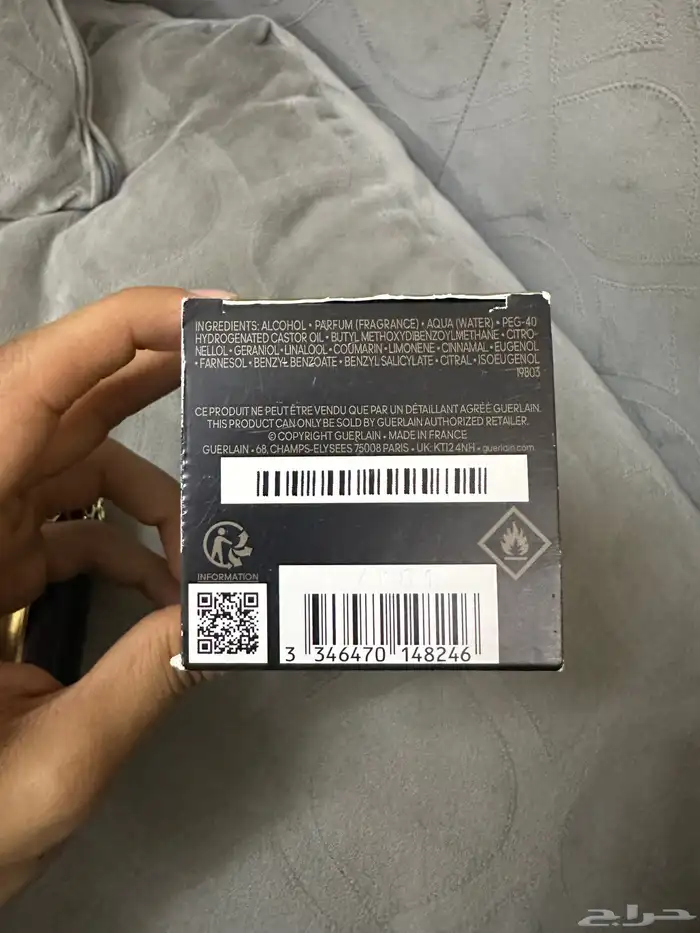 INGREDIENTS: ALCOHOL • PARFUM (FRAGRANCE) • AQUA (WATER) • PEG-40
HYDROGENATED CASTOR OIL • BUTYL METHOXYDIBENZOYLMETHANE • CITRO-
NELLOL • GERANIOL • LINALOOL • COUMARIN • LIMONENE • CINNAMAL • EUGENOL
• FARNESOL • BENZYL BENZOATE • BENZYL SALICYLATE • CITRAL • ISOEUGENOL
19B03
CE PRODUIT NE PEUT ÊTRE VENDU QUE PAR UN DÉTAILLANT AGRÉÉ GUERLAIN.
THIS PRODUCT CAN ONLY BE SOLD BY GUERLAIN AUTHORIZED RETAILER.
© COPYRIGHT GUERLAIN • MADE IN FRANCE
GUERLAIN • 68, CHAMPS-ELYSEES 75008 PARIS • UK: KT12 4NH • guerlain.com
INFORMATION
3 346470 148246
حراج